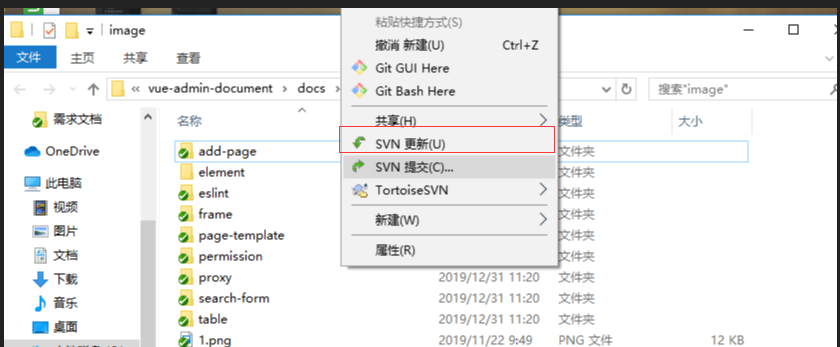 image
文件 主页 共享 查看
« vue-admin-document › docs › 搜索"image"
名称 类型 大小
需求文档
OneDrive
此电脑
视频
图片
文档
下载
音乐
桌面
add-page 文件夹
element 文件夹
eslint 文件夹
frame 文件夹
page-template 文件夹
permission 文件夹
proxy 2019/12/31 11:20 文件夹
search-form 2019/12/31 11:20 文件夹
table 2019/12/31 11:20 文件夹
1.png 2019/11/22 9:49 PNG 文件 12 KB
粘贴快捷方式(S)
撤消 新建(U) Ctrl+Z
Git GUI Here
Git Bash Here
共享(H)
SVN 更新(U)
SVN 提交(C)...
TortoiseSVN
新建(W)
属性(R)